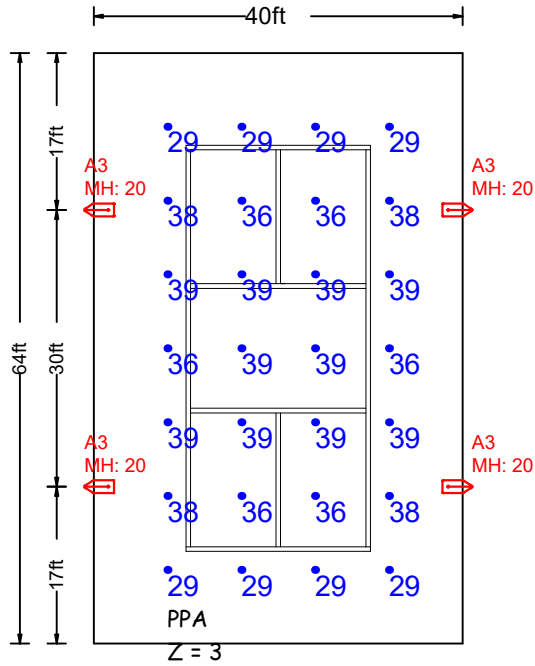 40ft
17ft
29 29 29 29
A3
MH: 20
A3
MH: 20
38 36 36 38
39 39 39 39
64ft
30ft
36 39 39 36
39 39 39 39
A3
MH: 20
A3
MH: 20
38 36 36 38
17ft
29 29 29 29
PPA
Z = 3